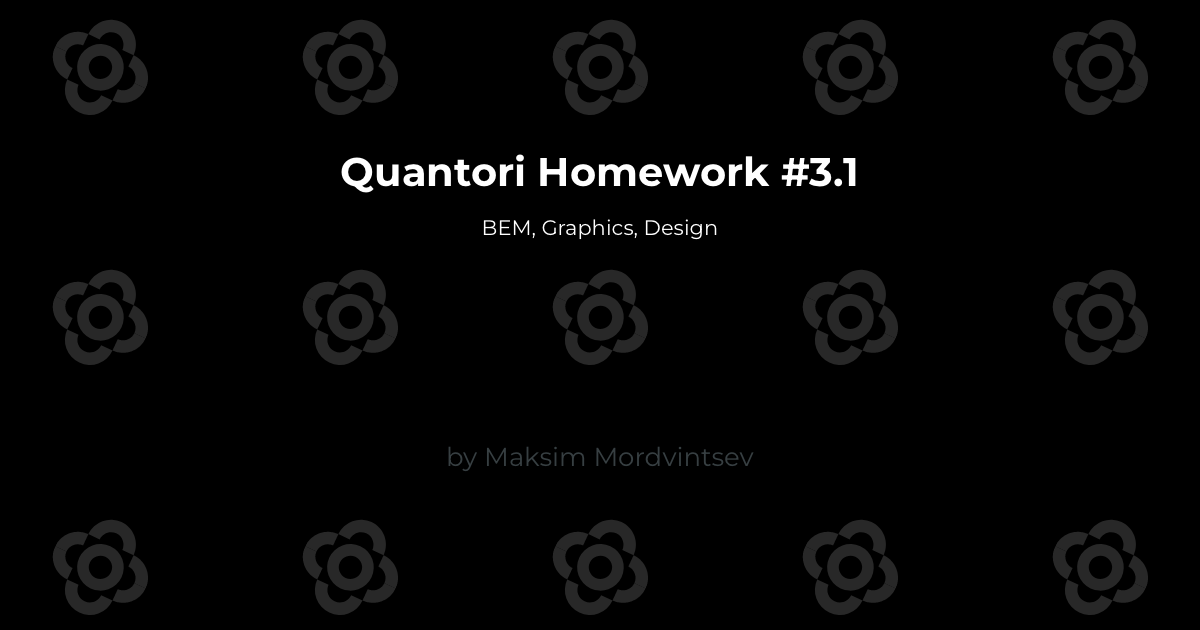 Quantori Homework #3.1
BEM, Graphics, Design
by Maksim Mordvintsev